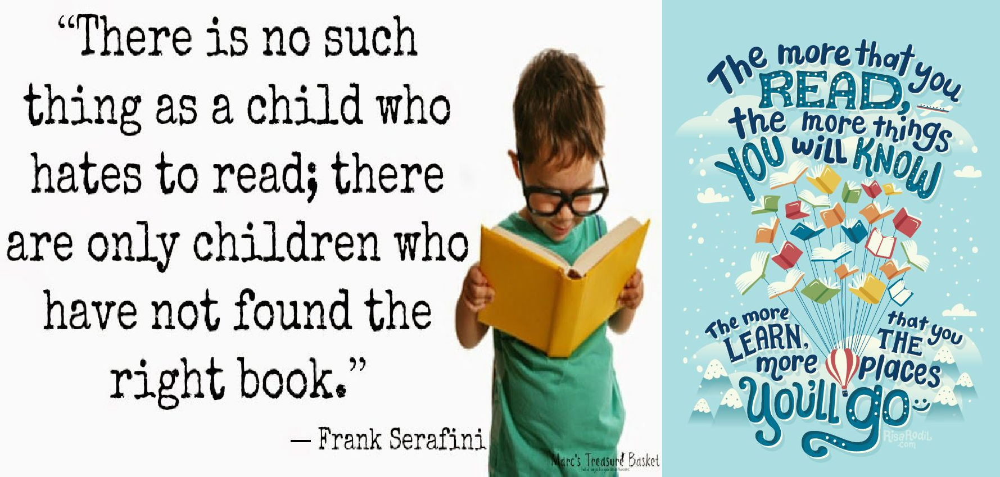 “There is no such
thing as a child who
hates to read; there
are only children who
have not found the
right book.”
— Frank Serafini
Marc's Treasure Basket
The more that you
READ,
the more things
YOU will KNOW
The more
LEARN,
that you
THE
more places
You'll go
RisaRodil
.com